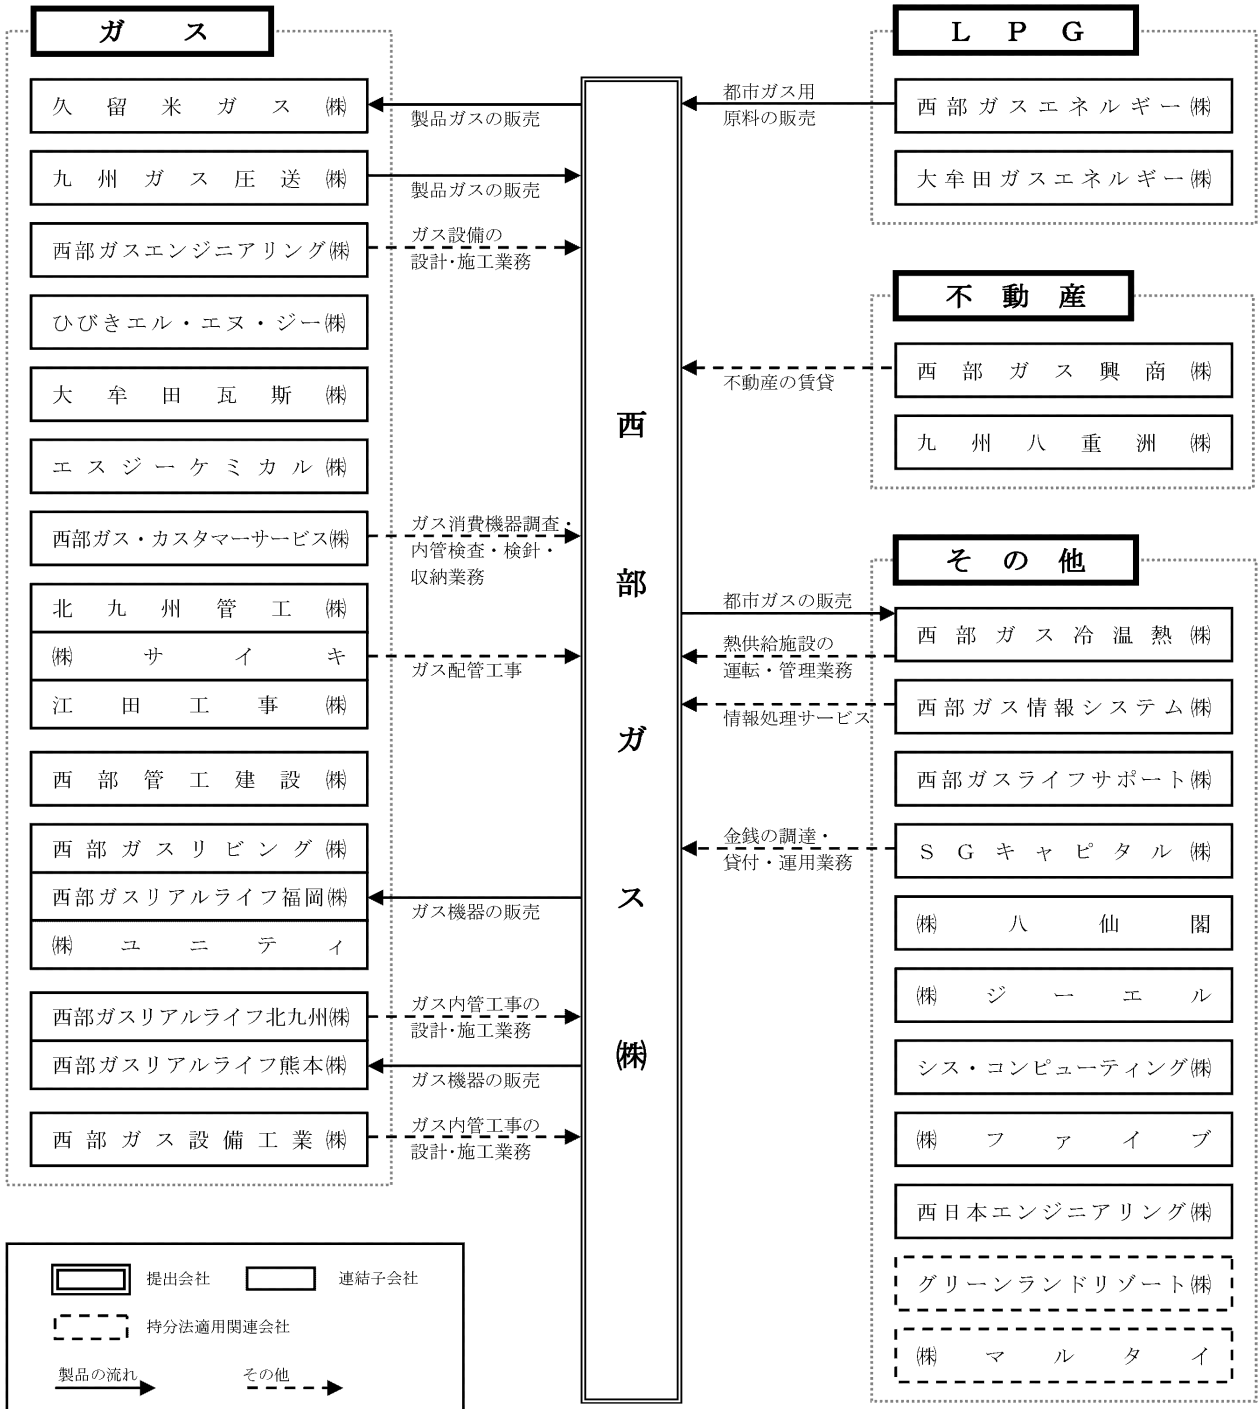 ガス
久留米ガス㈱
九州ガス圧送㈱
西部ガスエンジニアリング㈱
ひびきエル・エヌ・ジー㈱
大牟田瓦斯㈱
エスジーケミカル㈱
西部ガス・カスタマーサービス㈱
北九州管工㈱
㈱サイキ
江田工事㈱
西部管工建設㈱
西部ガスリビング㈱
西部ガスリアルライフ福岡㈱
㈱ユニティ
西部ガスリアルライフ北九州㈱
西部ガスリアルライフ熊本㈱
西部ガス設備工業㈱
製品ガスの販売
製品ガスの販売
ガス設備の
設計・施工業務
ガス消費機器調査・
内管検査・検針・
収納業務
ガス配管工事
ガス機器の販売
ガス内管工事の
設計・施工業務
ガス機器の販売
ガス内管工事の
設計・施工業務
西部ガス㈱
都市ガス用
原料の販売
不動産の賃貸
都市ガスの販売
熱供給施設の
運転・管理業務
情報処理サービス
金銭の調達・
貸付・運用業務
ＬＰＧ
西部ガスエネルギー㈱
大牟田ガスエネルギー㈱
不動産
西部ガス興商㈱
九州八重洲㈱
その他
西部ガス冷温熱㈱
西部ガス情報システム㈱
西部ガスライフサポート㈱
ＳＧキャピタル㈱
㈱八仙閣
㈱ジーエル
シス・コンピューティング㈱
㈱ファイブ
西日本エンジニアリング㈱
グリーンランドリゾート㈱
㈱マルタイ
提出会社
連結子会社
持分法適用関連会社
製品の流れ
その他